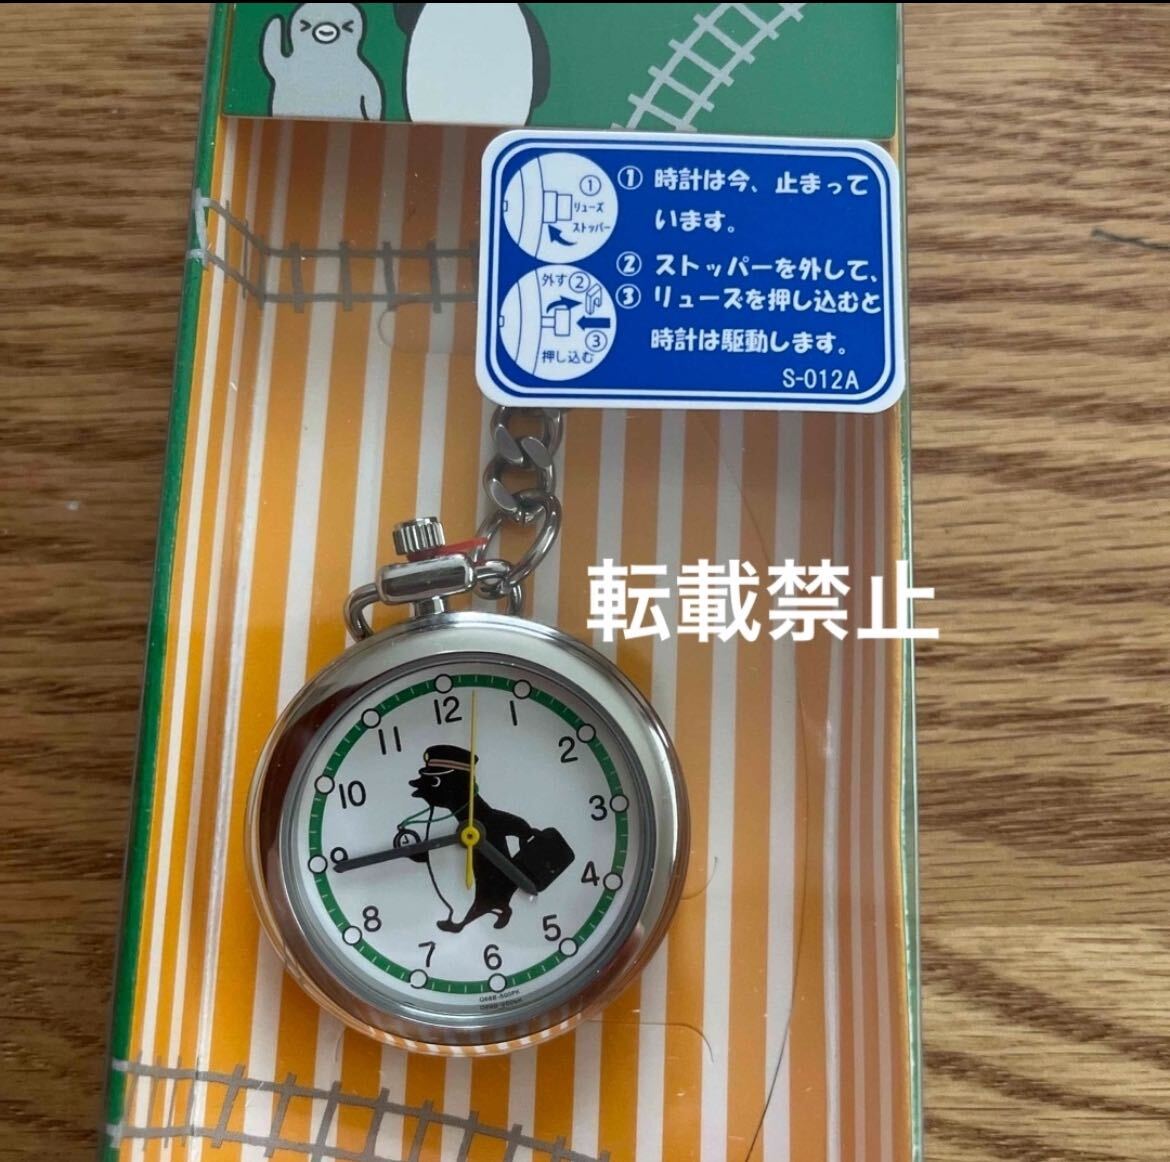 ① 時計は今、止まって
います。
② ストッパーを外して、
③ リューズを押し込むと
時計は駆動します。
S-012A
①
リューズ
ストッパー
外す②
③
押し込む
転載禁止
12
1
2
3
4
5
6
7
8
9
10
11